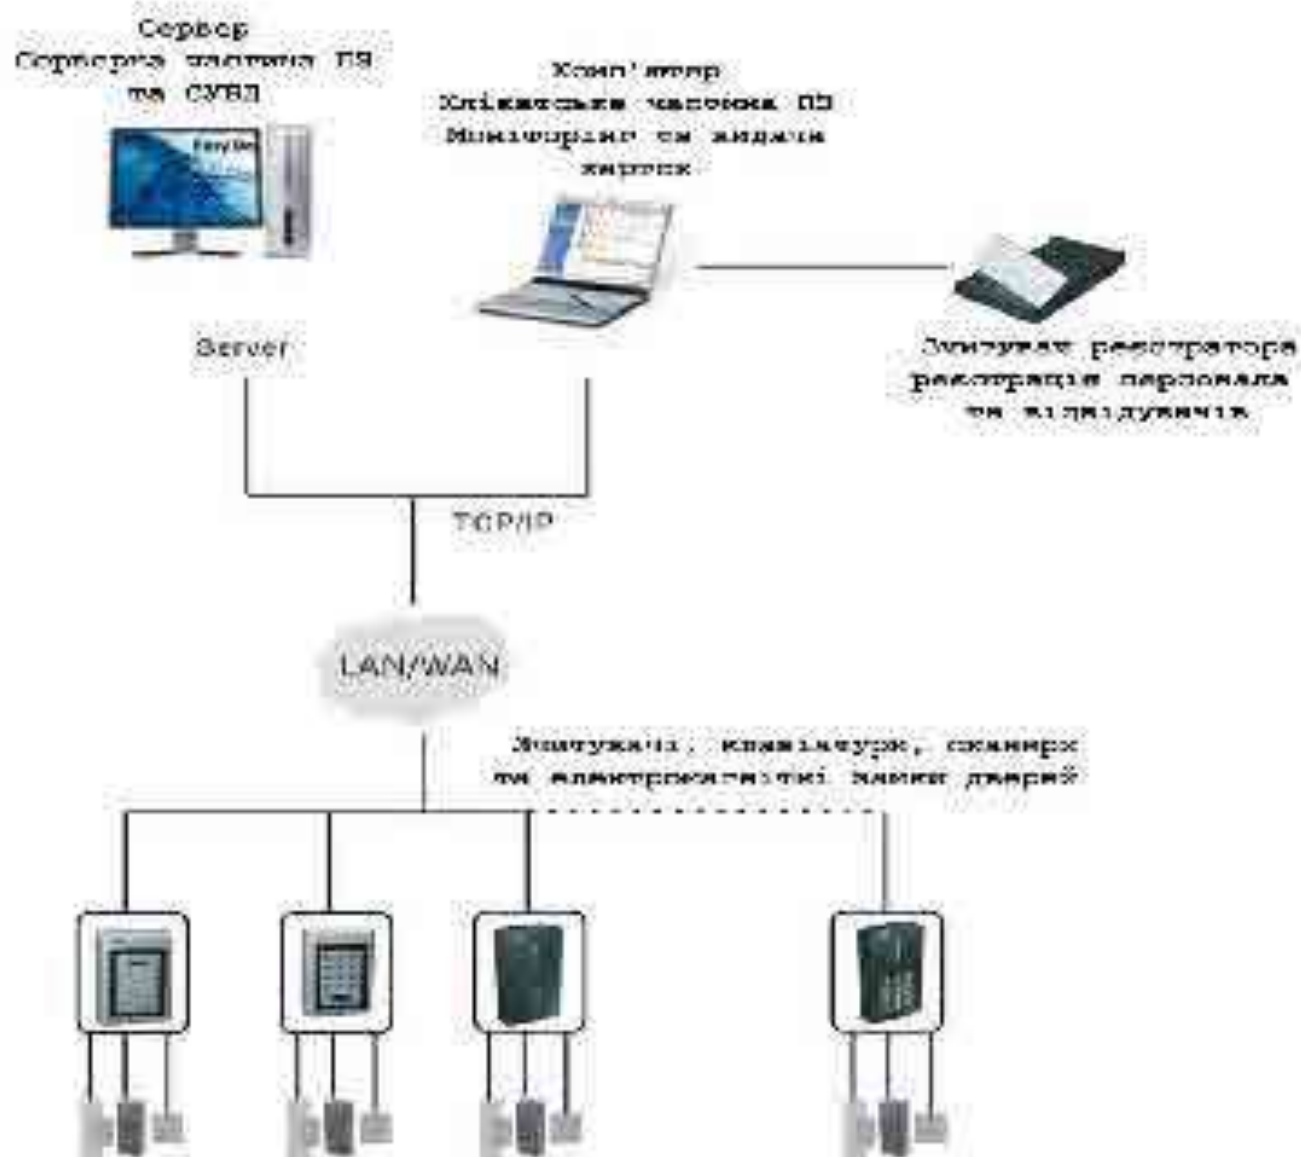 Сервер
Серверна частина ПЗ
та СУБД
Комп'ютер
Клієнтська частина ПЗ
Моніторинг та видача
карток
Server
Зчитувач реєстратора
реєстрація персонала
та відвідувачів
TCP/IP
LAN/WAN
Зчитувачі, клавіатури, сканери
та електромагнітні замки дверей